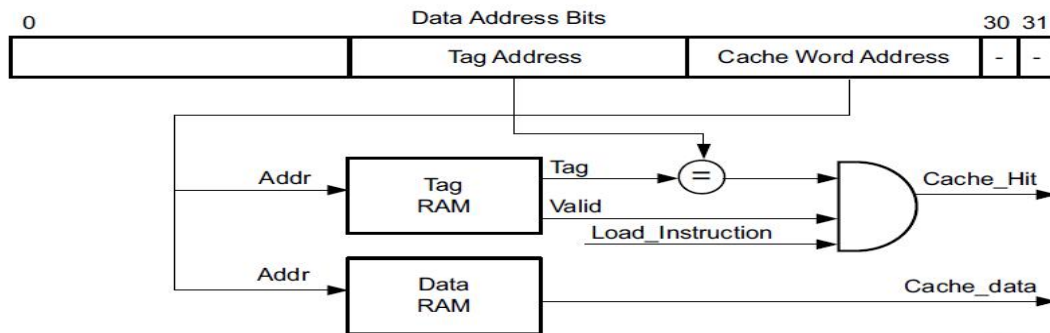 0 Data Address Bits 30 31
Tag Address Cache Word Address - -
Addr Tag
RAM Tag
Valid = Cache_Hit
Load_Instruction
Addr Data
RAM Cache_data